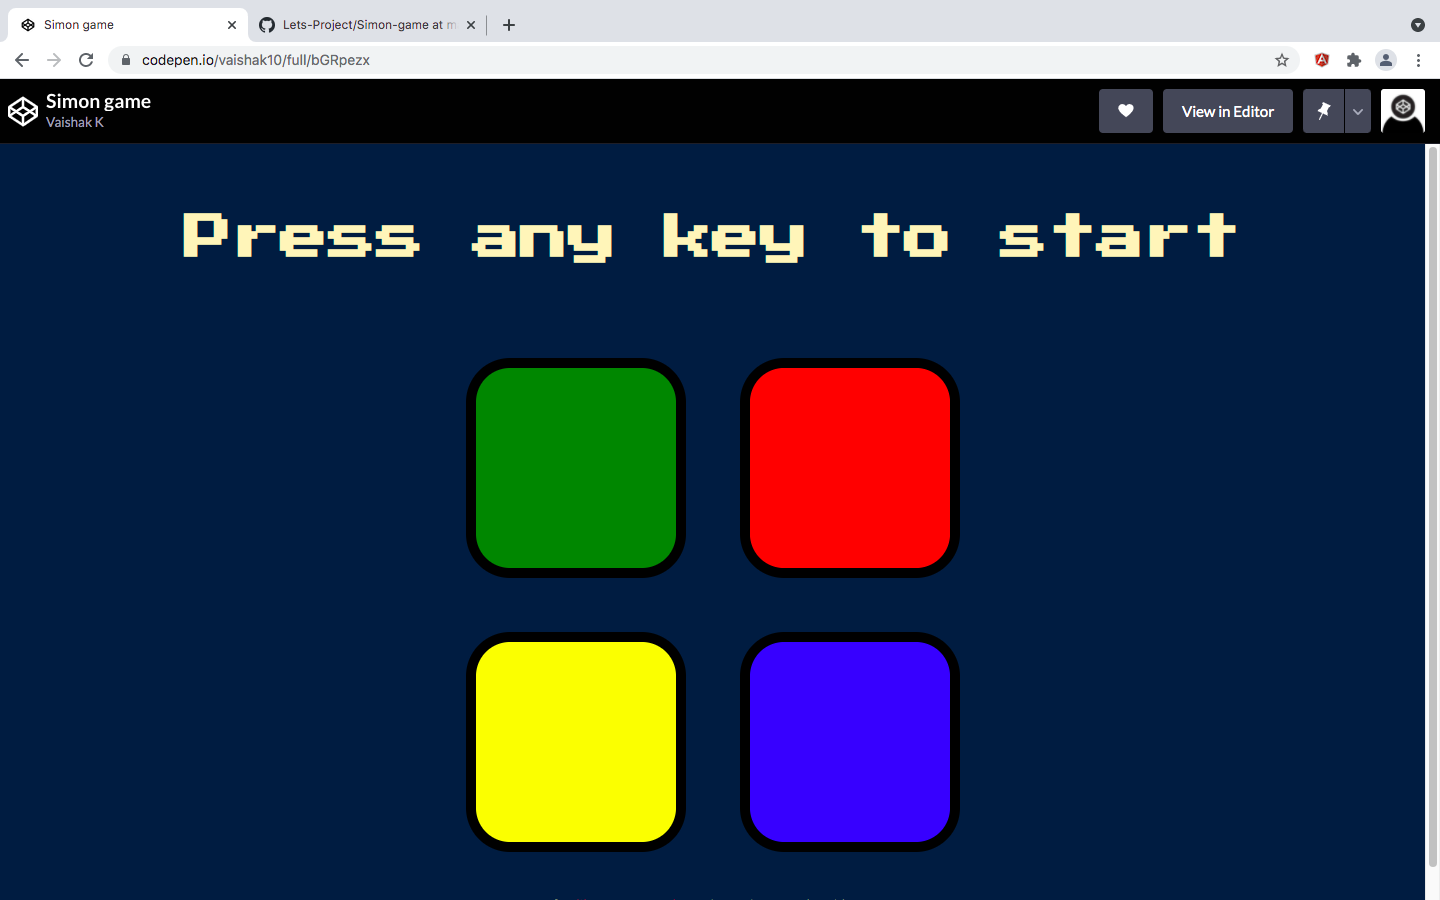 Simon game
Lets-Project/Simon-game at m
codepen.io/vaishak10/full/bGRpezx
Simon game
Vaishak K
View in Editor
Press any key to start